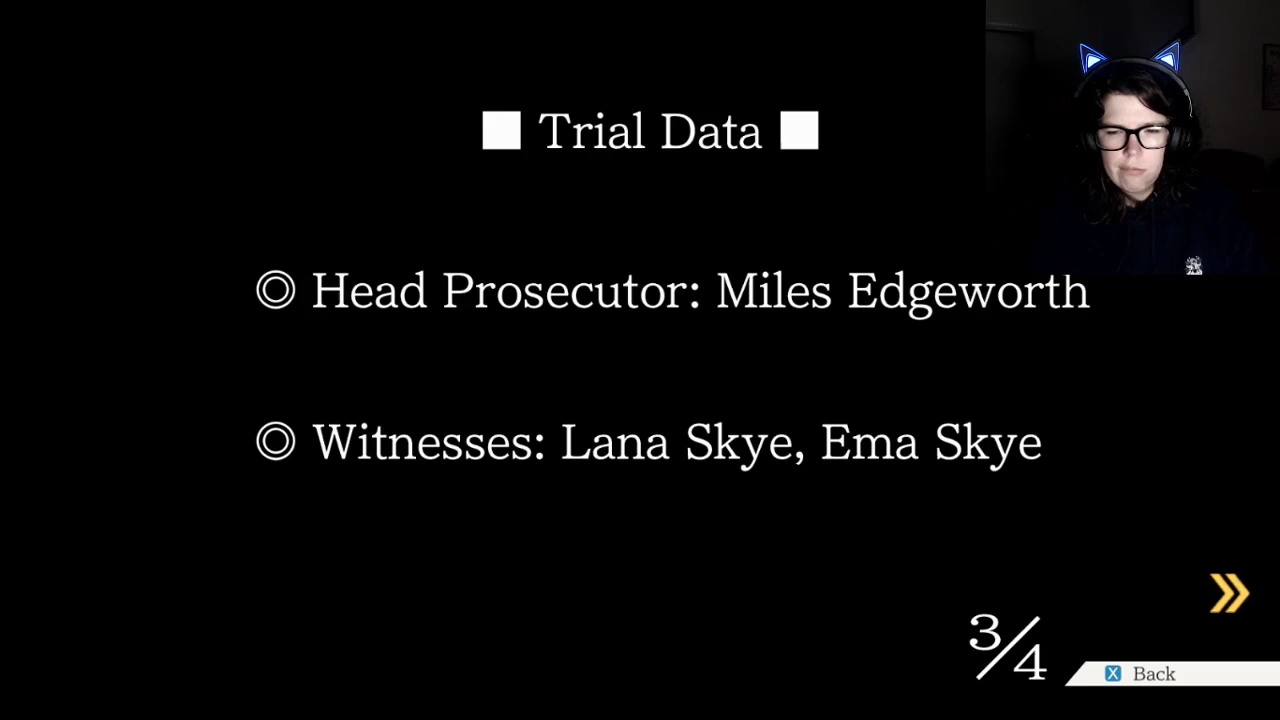 ■ Trial Data ■
◎ Head Prosecutor: Miles Edgeworth
◎ Witnesses: Lana Skye, Ema Skye
3/4
X Back